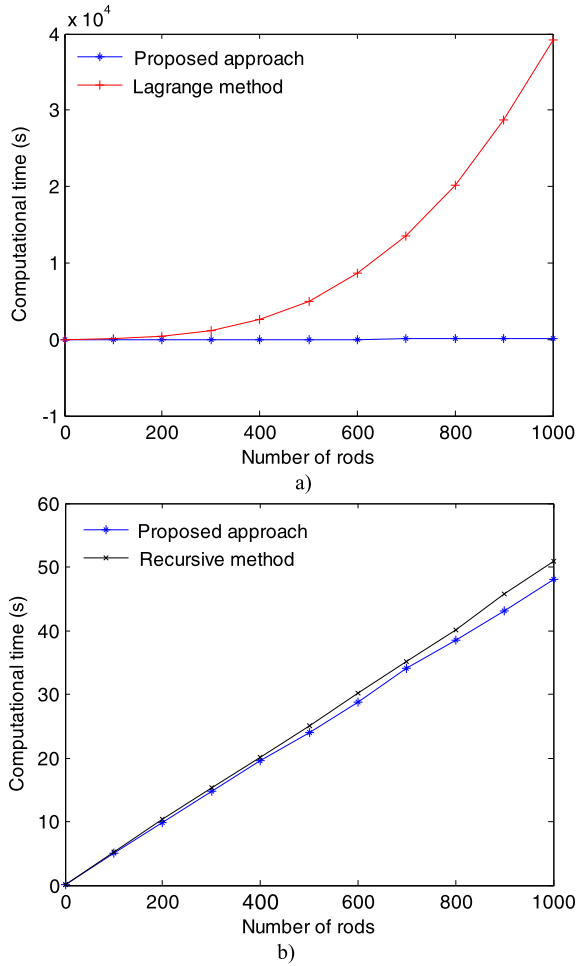 x 10^4
4
3
2
1
0
-1
Computational time (s)
Proposed approach
Lagrange method
0 200 400 600 800 1000
Number of rods
a)
60
50
40
30
20
10
0
Computational time (s)
Proposed approach
Recursive method
0 200 400 600 800 1000
Number of rods
b)